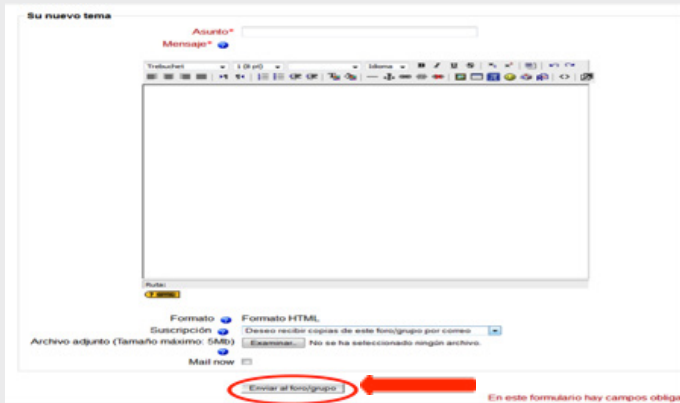 Su nuevo tema
Asunto*
Mensaje*
Trebuchet 1 (8 pt) Idioma B I U S
Ruta:
Formato Formato HTML
Suscripción Deseo recibir copias de este foro/grupo por correo
Archivo adjunto (Tamaño máximo: 5Mb) Examinar... No se ha seleccionado ningún archivo.
Mail now
Enviar al foro/grupo
En este formulario hay campos obliga